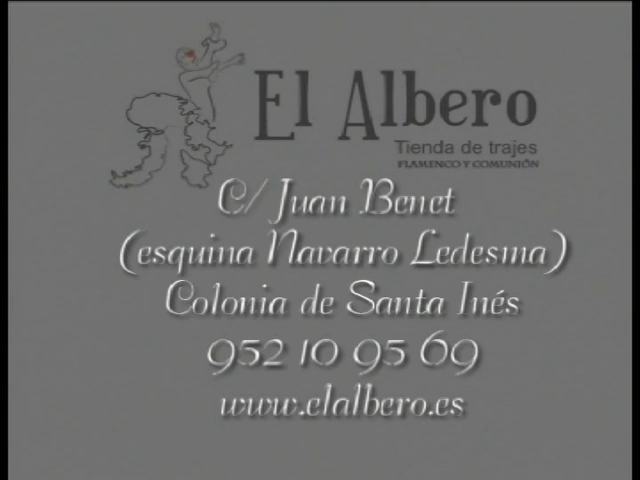 El Albero
Tienda de trajes
FLAMENCO Y COMUNIÓN
C/ Juan Benet
(esquina Navarro Ledesma)
Colonia de Santa Inés
952 10 95 69
www.elalbero.es